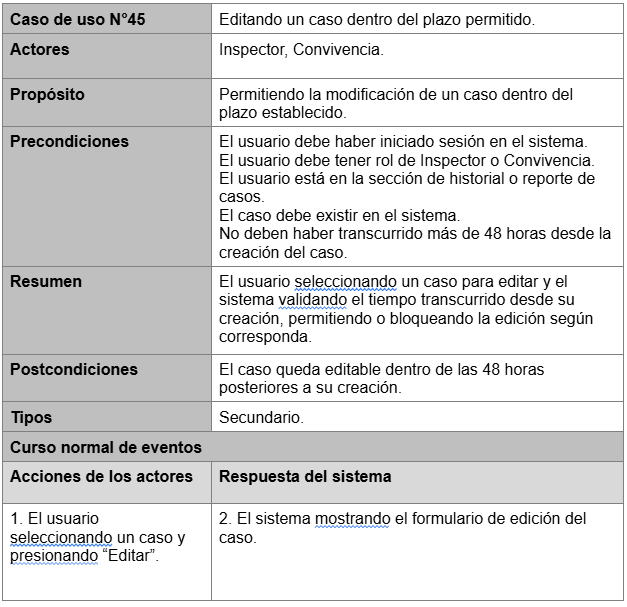 Caso de uso N°45 Editando un caso dentro del plazo permitido.
Actores Inspector, Convivencia.
Propósito Permitiendo la modificación de un caso dentro del
plazo establecido.
Precondiciones El usuario debe haber iniciado sesión en el sistema.
El usuario debe tener rol de Inspector o Convivencia.
El usuario está en la sección de historial o reporte de
casos.
El caso debe existir en el sistema.
No deben haber transcurrido más de 48 horas desde la
creación del caso.
Resumen El usuario seleccionando un caso para editar y el
sistema validando el tiempo transcurrido desde su
creación, permitiendo o bloqueando la edición según
corresponda.
Postcondiciones El caso queda editable dentro de las 48 horas
posteriores a su creación.
Tipos Secundario.
Curso normal de eventos
Acciones de los actores Respuesta del sistema
1. El usuario
seleccionando un caso y
presionando “Editar”.
2. El sistema mostrando el formulario de edición del
caso.